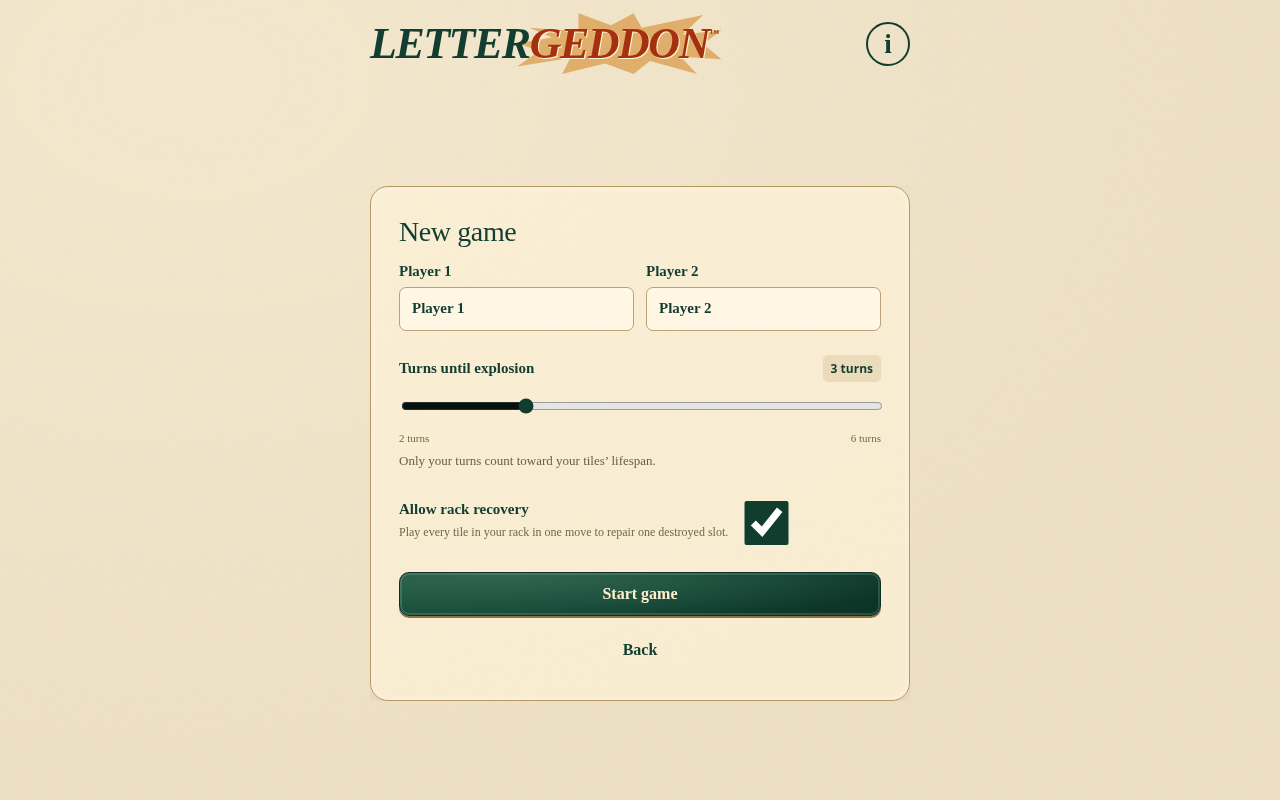 LETTERGEDDON™
i
New game
Player 1 Player 2
Player 1 Player 2
Turns until explosion 3 turns
2 turns 6 turns
Only your turns count toward your tiles’ lifespan.
Allow rack recovery
Play every tile in your rack in one move to repair one destroyed slot.
Start game
Back